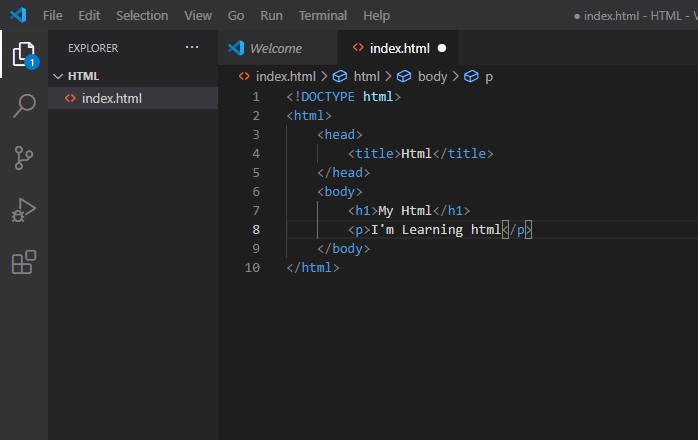 File Edit Selection View Go Run Terminal Help ● index.html - HTML - V
EXPLORER ...
HTML
index.html
1
Welcome
index.html ●
index.html > html > body > p
1 <!DOCTYPE html>
2 <html>
3 <head>
4 <title>Html</title>
5 </head>
6 <body>
7 <h1>My Html</h1>
8 <p>I'm Learning html</p>
9 </body>
10 </html>